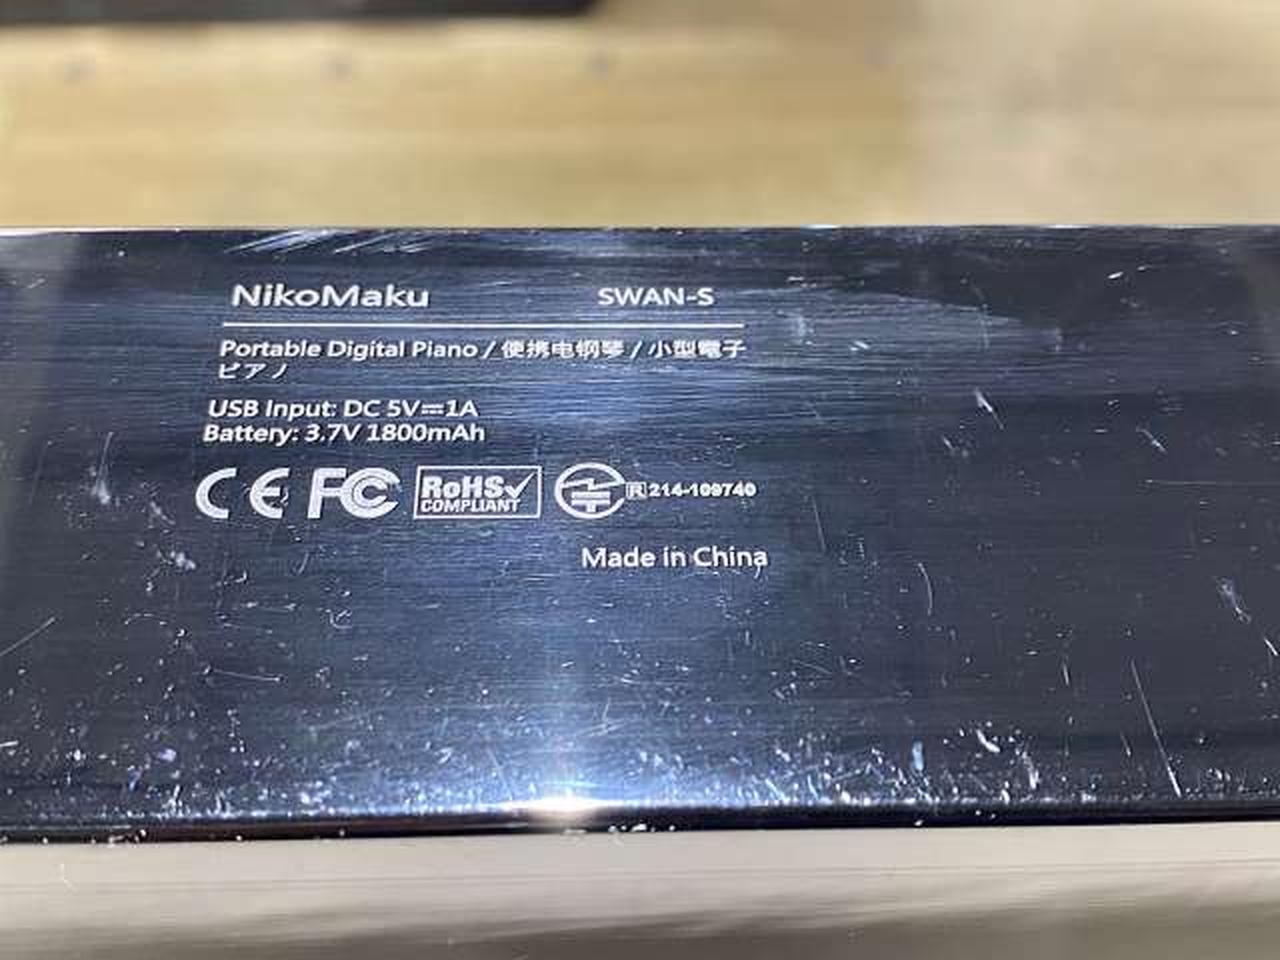 NikoMaku SWAN-S
Portable Digital Piano / 便携电钢琴 / 小型電子
ピアノ
USB Input: DC 5V⎓1A
Battery: 3.7V 1800mAh
CE FC RoHS✓ COMPLIANT R 214-109740
Made in China